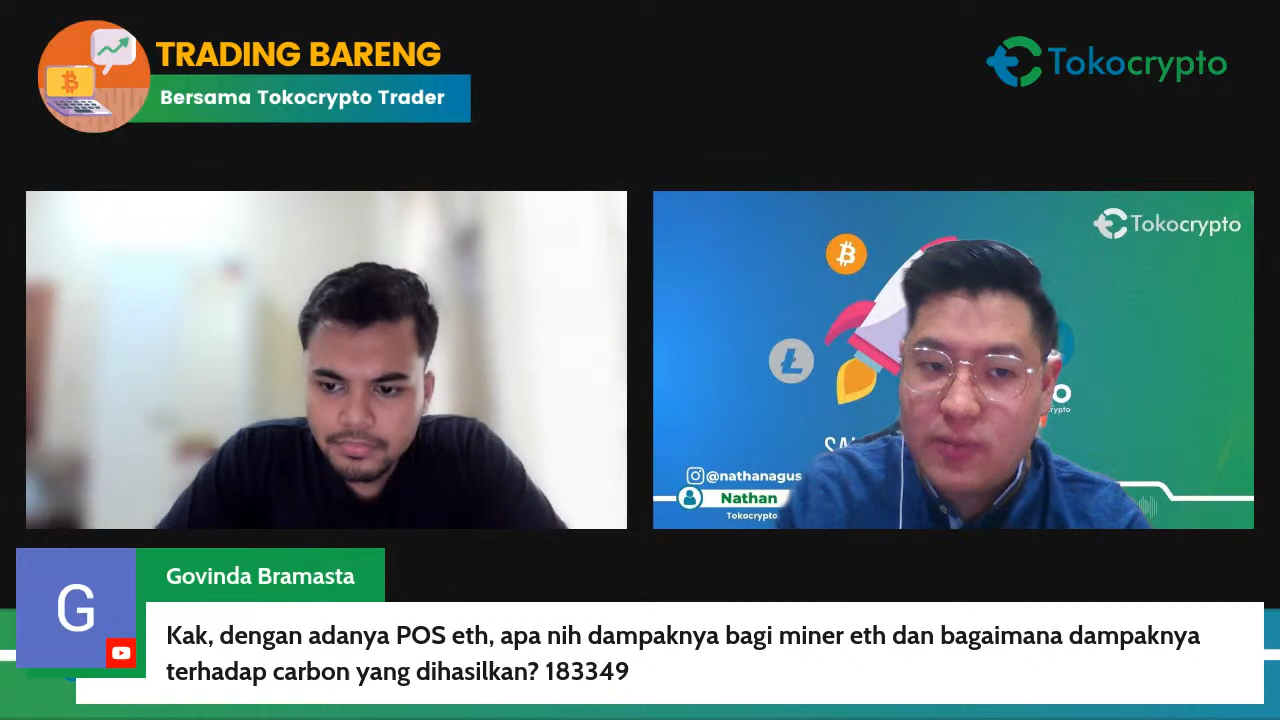 TRADING BARENG
Bersama Tokocrypto Trader
Tokocrypto
Tokocrypto
@nathanagus
Nathan
Tokocrypto
G
Govinda Bramasta
Kak, dengan adanya POS eth, apa nih dampaknya bagi miner eth dan bagaimana dampaknya
terhadap carbon yang dihasilkan? 183349